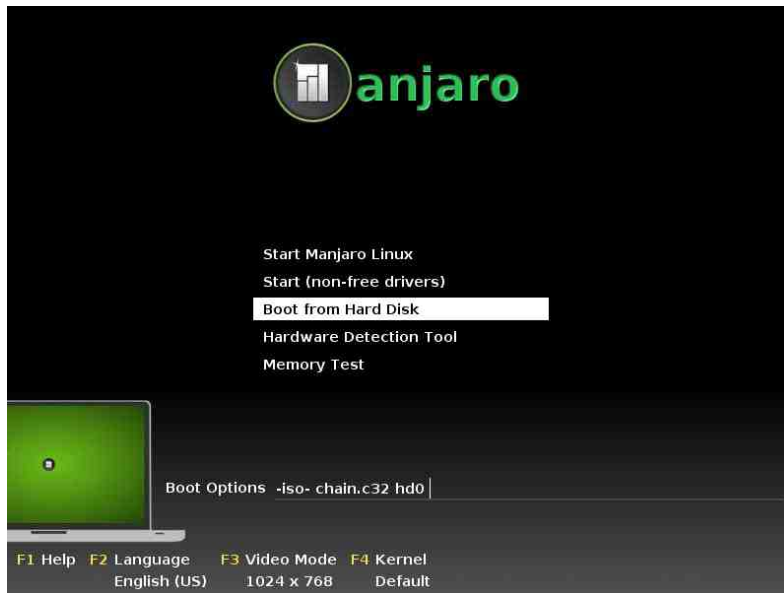 anjaro
Start Manjaro Linux
Start (non-free drivers)
Boot from Hard Disk
Hardware Detection Tool
Memory Test
Boot Options -iso- chain.c32 hd0
F1 Help F2 Language F3 Video Mode F4 Kernel
English (US) 1024 x 768 Default